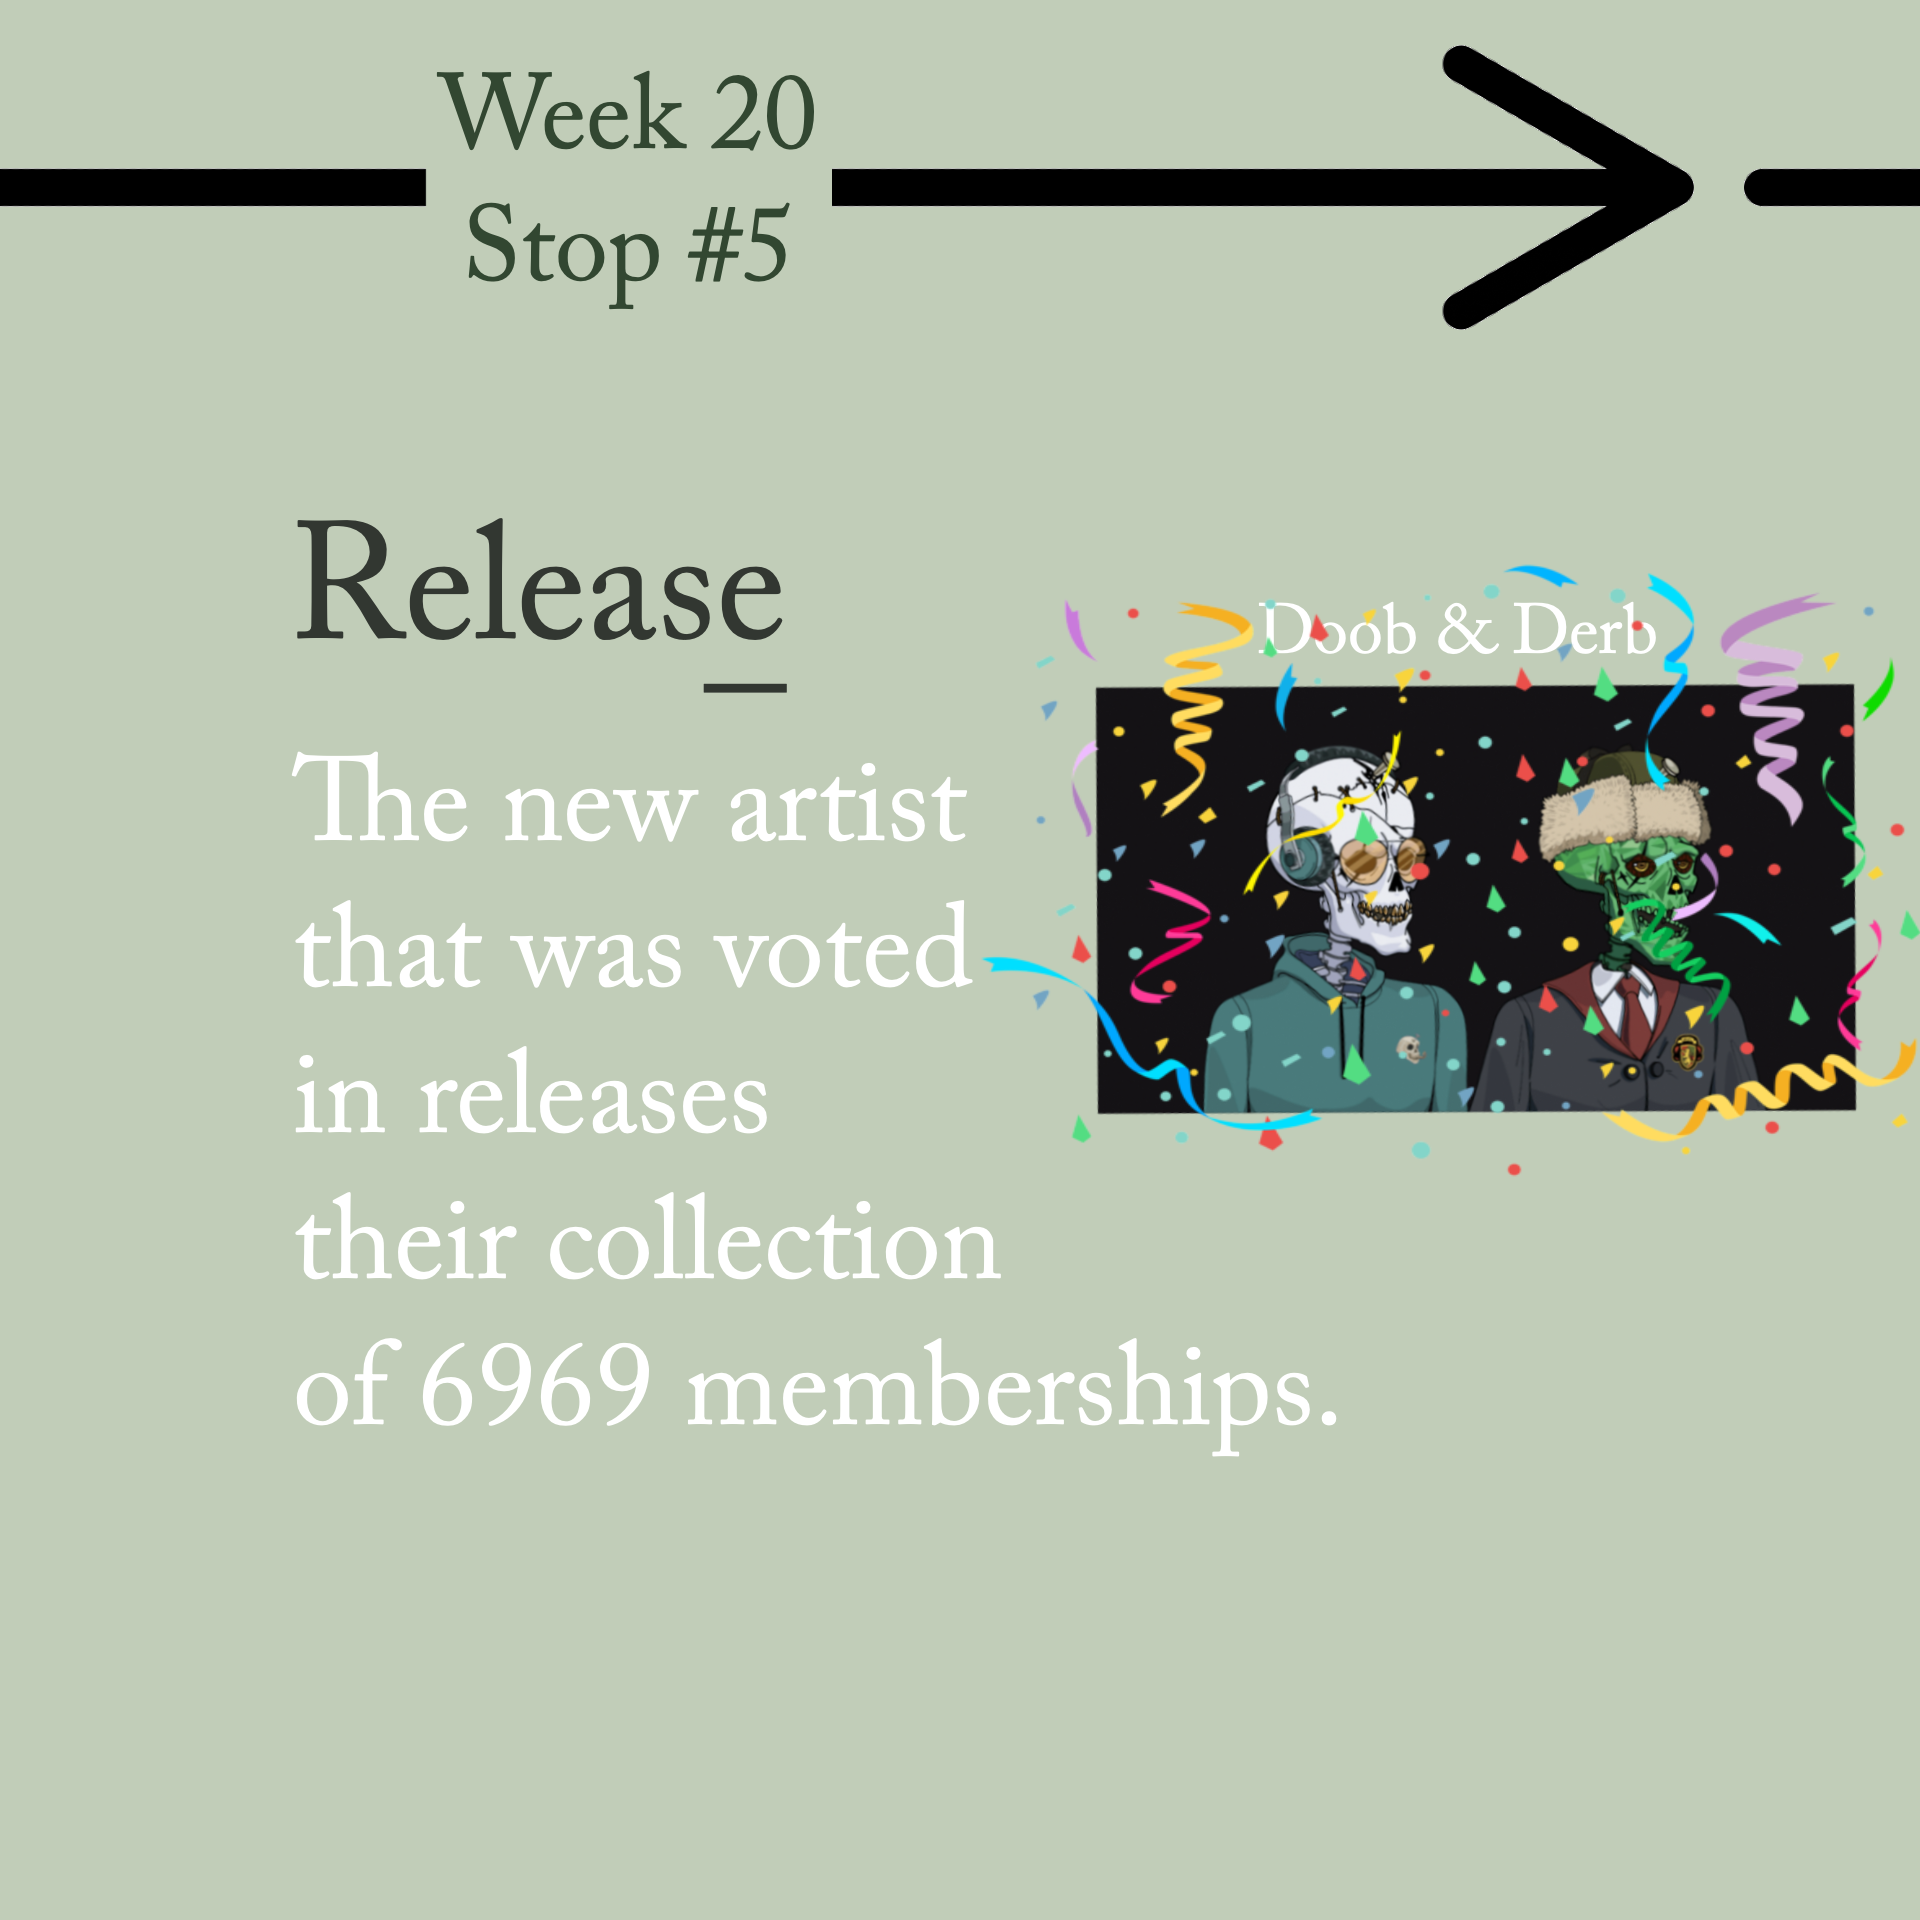 Week 20
Stop #5
Release
Doob & Derb
The new artist
that was voted
in releases
their collection
of 6969 memberships.